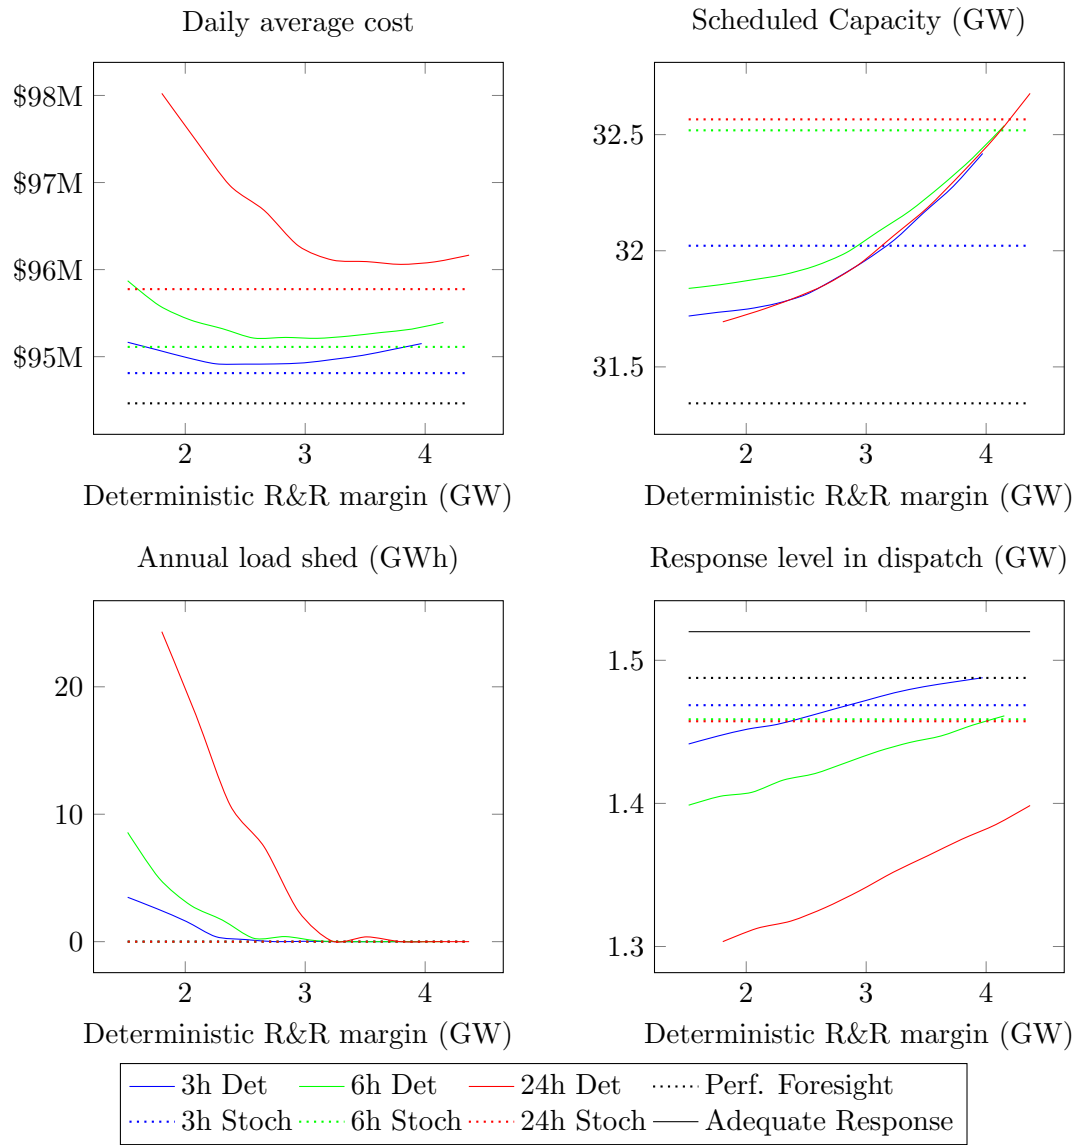 Daily average cost
$98M
$97M
$96M
$95M
2 3 4
Deterministic R&R margin (GW)
Scheduled Capacity (GW)
32.5
32
31.5
2 3 4
Deterministic R&R margin (GW)
Annual load shed (GWh)
20
10
0
2 3 4
Deterministic R&R margin (GW)
Response level in dispatch (GW)
1.5
1.4
1.3
2 3 4
Deterministic R&R margin (GW)
3h Det 6h Det 24h Det Perf. Foresight
3h Stoch 6h Stoch 24h Stoch Adequate Response